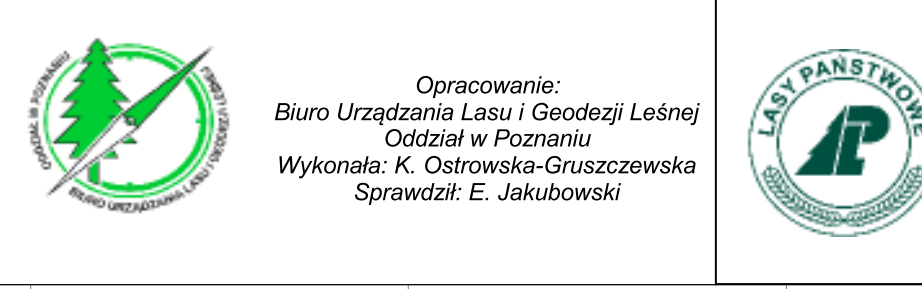 ODDZIAŁ W POZNANIU
BIURO URZĄDZANIA LASU I GEODEZJI LEŚNEJ
Opracowanie:
Biuro Urządzania Lasu i Geodezji Leśnej
Oddział w Poznaniu
Wykonała: K. Ostrowska-Gruszczewska
Sprawdził: E. Jakubowski
LASY PAŃSTWOWE